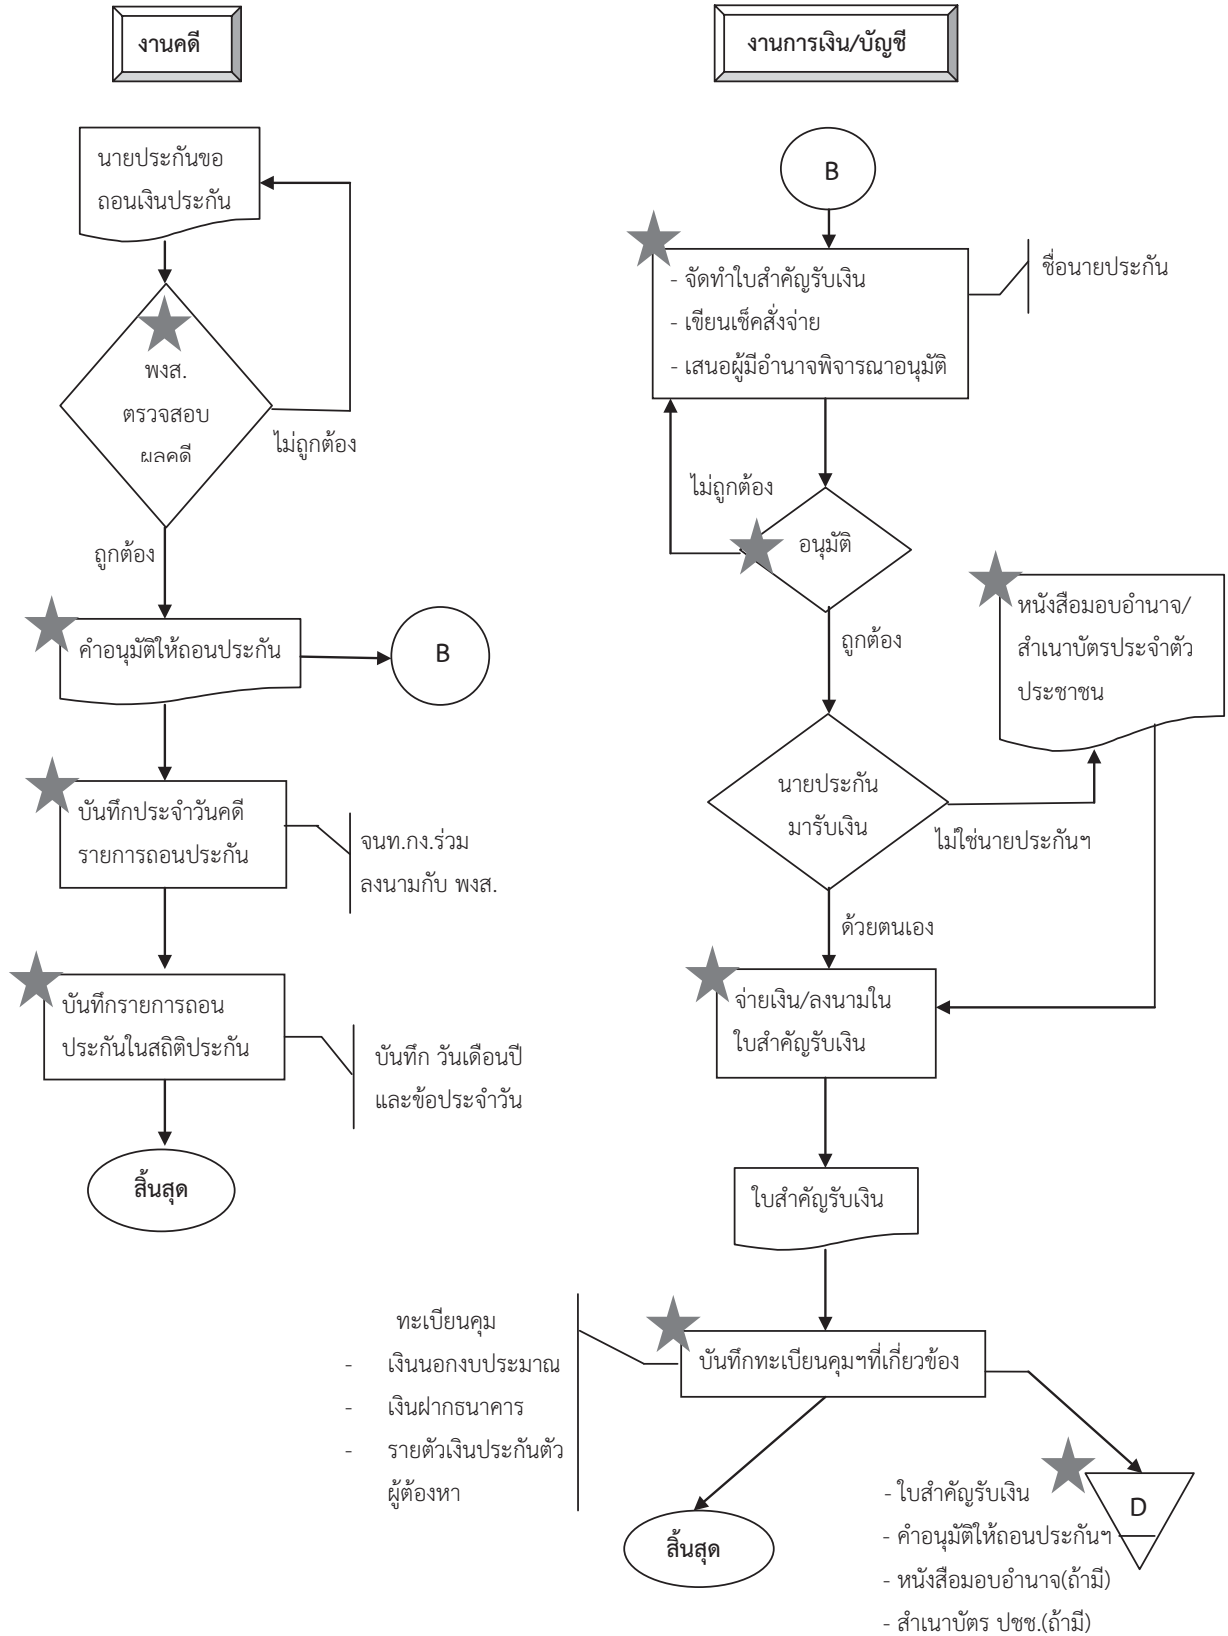 งานคดี
นายประกันขอ
ถอนเงินประกัน
พงส.
ตรวจสอบ
ผลคดี
ไม่ถูกต้อง
ถูกต้อง
คำอนุมัติให้ถอนประกัน
B
บันทึกประจำวันคดี
รายการถอนประกัน
จนท.กง.ร่วม
ลงนามกับ พงส.
บันทึกรายการถอน
ประกันในสถิติประกัน
บันทึก วันเดือนปี
และข้อประจำวัน
สิ้นสุด
งานการเงิน/บัญชี
B
- จัดทำใบสำคัญรับเงิน
- เขียนเช็คสั่งจ่าย
- เสนอผู้มีอำนาจพิจารณาอนุมัติ
ชื่อนายประกัน
ไม่ถูกต้อง
อนุมัติ
ถูกต้อง
หนังสือมอบอำนาจ/
สำเนาบัตรประจำตัว
ประชาชน
นายประกัน
มารับเงิน
ไม่ใช่นายประกันฯ
ด้วยตนเอง
จ่ายเงิน/ลงนามใน
ใบสำคัญรับเงิน
ใบสำคัญรับเงิน
บันทึกทะเบียนคุมฯที่เกี่ยวข้อง
ทะเบียนคุม
- เงินนอกงบประมาณ
- เงินฝากธนาคาร
- รายตัวเงินประกันตัว
ผู้ต้องหา
สิ้นสุด
D
- ใบสำคัญรับเงิน
- คำอนุมัติให้ถอนประกันฯ
- หนังสือมอบอำนาจ(ถ้ามี)
- สำเนาบัตร ปชช.(ถ้ามี)